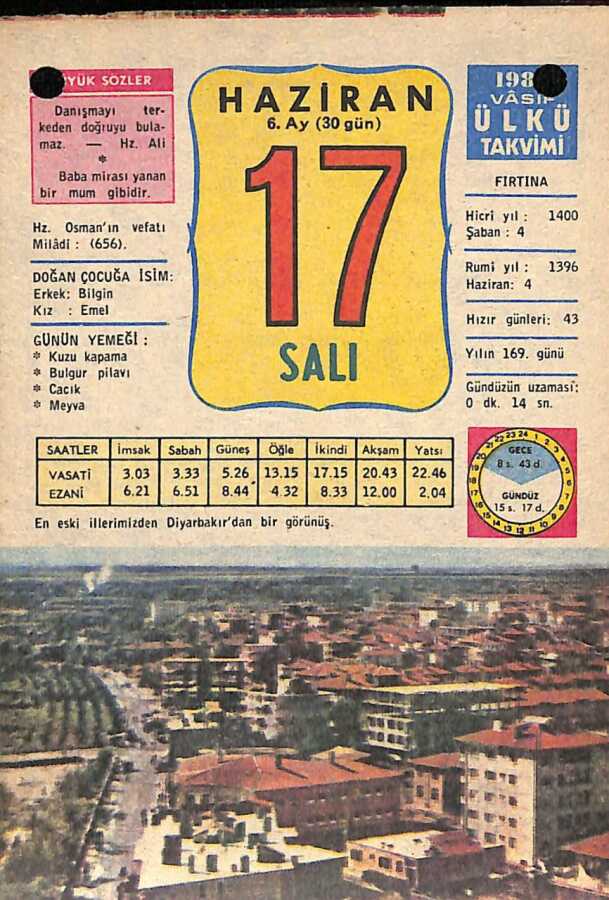 YÜK SÖZLER
Danışmayı ter-
keden doğruyu bula-
maz. — Hz. Ali
*
Baba mirası yanan
bir mum gibidir.
Hz. Osman'ın vefatı
Milâdi : (656).
DOĞAN ÇOCUĞA İSİM:
Erkek: Bilgin
Kız : Emel
GÜNÜN YEMEĞİ :
* Kuzu kapama
* Bulgur pilavı
* Cacık
* Meyva
HAZİRAN
6. Ay (30 gün)
17
SALI
198
VÂSIF
ÜLKÜ
TAKVİMİ
FIRTINA
Hicrî yıl : 1400
Şaban : 4
Rumî yıl : 1396
Haziran: 4
Hızır günleri: 43
Yılın 169. günü
Gündüzün uzaması:
0 dk. 14 sn.
SAATLER İmsak Sabah Güneş Öğle İkindi Akşam Yatsı
VASATİ 3.03 3.33 5.26 13.15 17.15 20.43 22.46
EZANİ 6.21 6.51 8.44 4.32 8.33 12.00 2.04
GECE
8 s. 43 d.
GÜNDÜZ
15 s. 17 d.
En eski illerimizden Diyarbakır'dan bir görünüş.